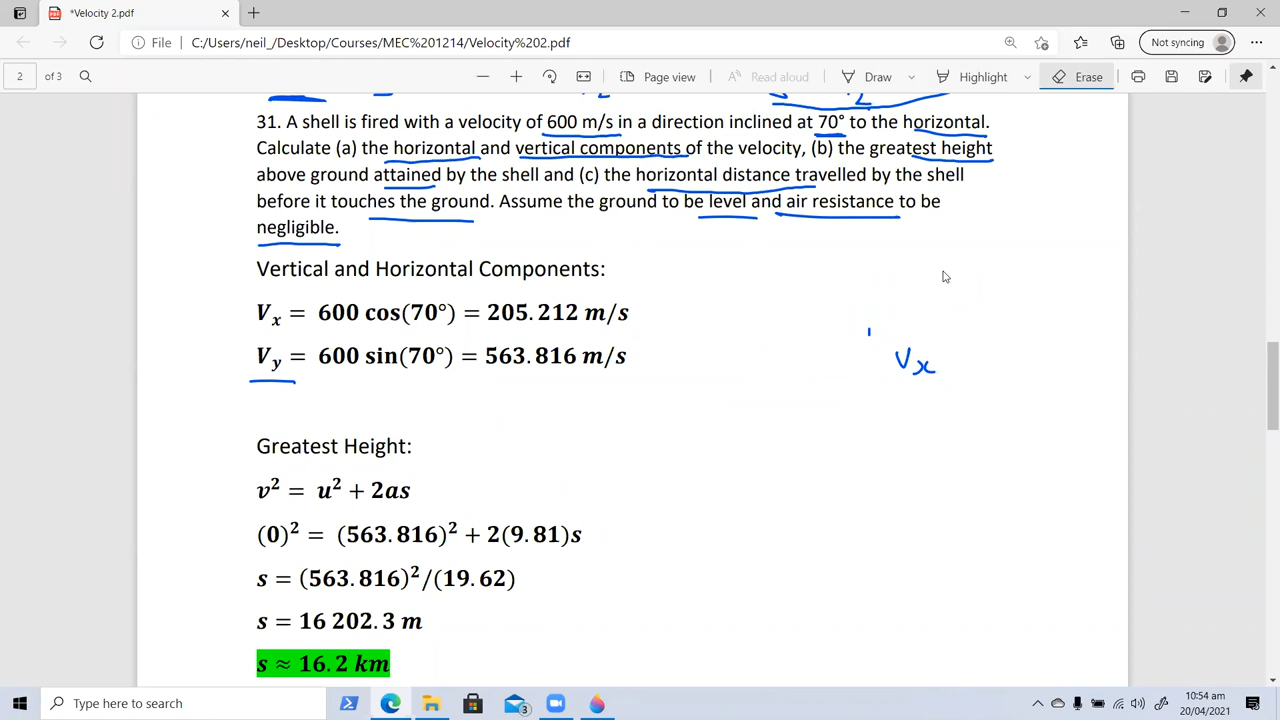 *Velocity 2.pdf
File C:/Users/neil_/Desktop/Courses/MEC%201214/Velocity%202.pdf
Not syncing
2 of 3 Page view Read aloud Draw Highlight Erase
31. A shell is fired with a velocity of 600 m/s in a direction inclined at 70° to the horizontal.
Calculate (a) the horizontal and vertical components of the velocity, (b) the greatest height
above ground attained by the shell and (c) the horizontal distance travelled by the shell
before it touches the ground. Assume the ground to be level and air resistance to be
negligible.
Vertical and Horizontal Components:
Vx = 600 cos(70°) = 205.212 m/s
Vy = 600 sin(70°) = 563.816 m/s
Vx
Greatest Height:
v² = u² + 2as
(0)² = (563.816)² + 2(9.81)s
s = (563.816)²/(19.62)
s = 16 202.3 m
s ≈ 16.2 km
Type here to search
3
10:54 am
20/04/2021